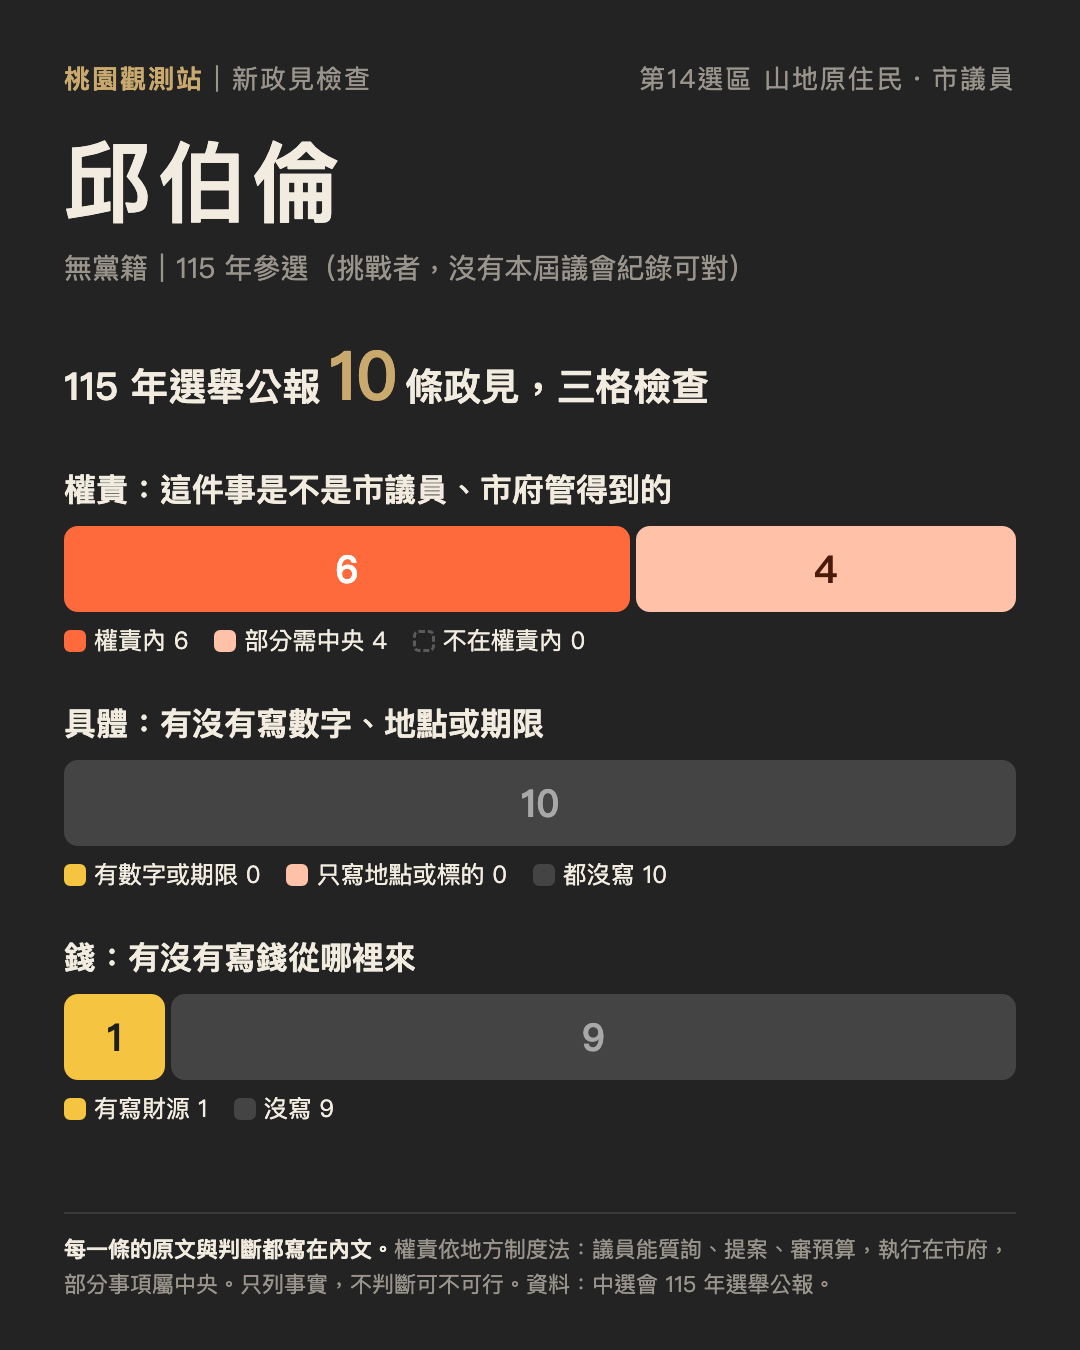 桃園觀測站｜新政見檢查
第14選區 山地原住民・市議員
邱伯倫
無黨籍｜115 年參選（挑戰者，沒有本屆議會紀錄可對）
115 年選舉公報 10 條政見，三格檢查
權責：這件事是不是市議員、市府管得到的
6
4
權責內 6 部分需中央 4 不在權責內 0
具體：有沒有寫數字、地點或期限
10
有數字或期限 0 只寫地點或標的 0 都沒寫 10
錢：有沒有寫錢從哪裡來
1
9
有寫財源 1 沒寫 9
每一條的原文與判斷都寫在內文。權責依地方制度法：議員能質詢、提案、審預算，執行在市府，
部分事項屬中央。只列事實，不判斷可不可行。資料：中選會 115 年選舉公報。